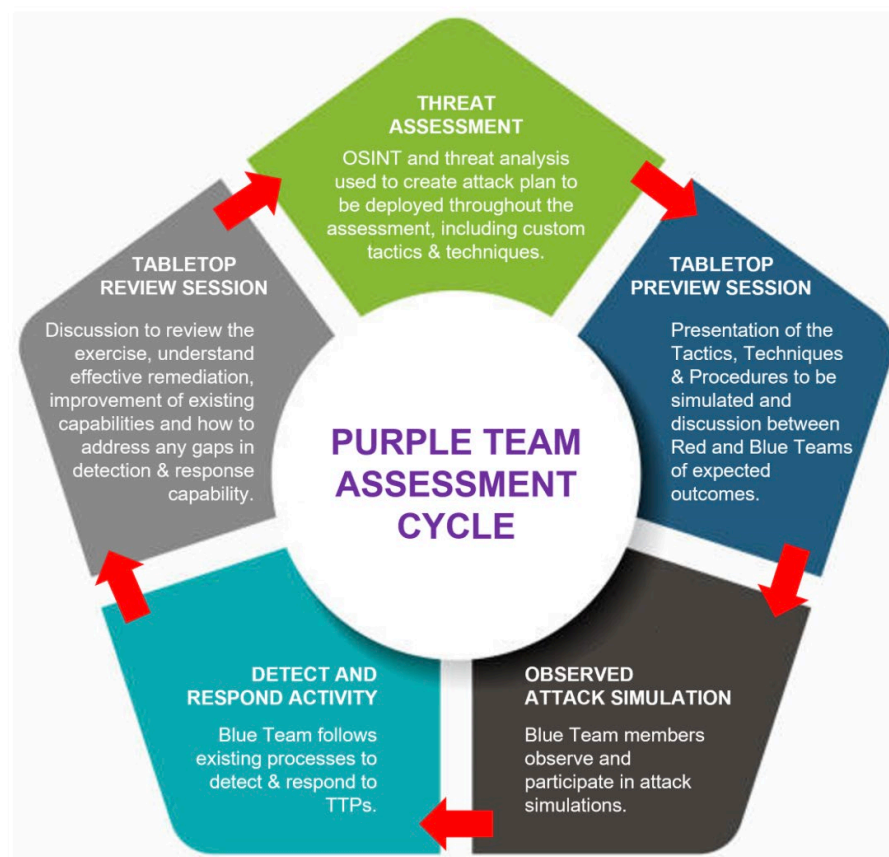 THREAT
ASSESSMENT
OSINT and threat analysis
used to create attack plan to
be deployed throughout the
assessment, including custom
tactics & techniques.
TABLETOP
PREVIEW SESSION
Presentation of the
Tactics, Techniques
& Procedures to be
simulated and
discussion between
Red and Blue Teams
of expected
outcomes.
OBSERVED
ATTACK SIMULATION
Blue Team members
observe and
participate in attack
simulations.
DETECT AND
RESPOND ACTIVITY
Blue Team follows
existing processes to
detect & respond to
TTPs.
TABLETOP
REVIEW SESSION
Discussion to review the
exercise, understand
effective remediation,
improvement of existing
capabilities and how to
address any gaps in
detection & response
capability.
PURPLE TEAM
ASSESSMENT
CYCLE